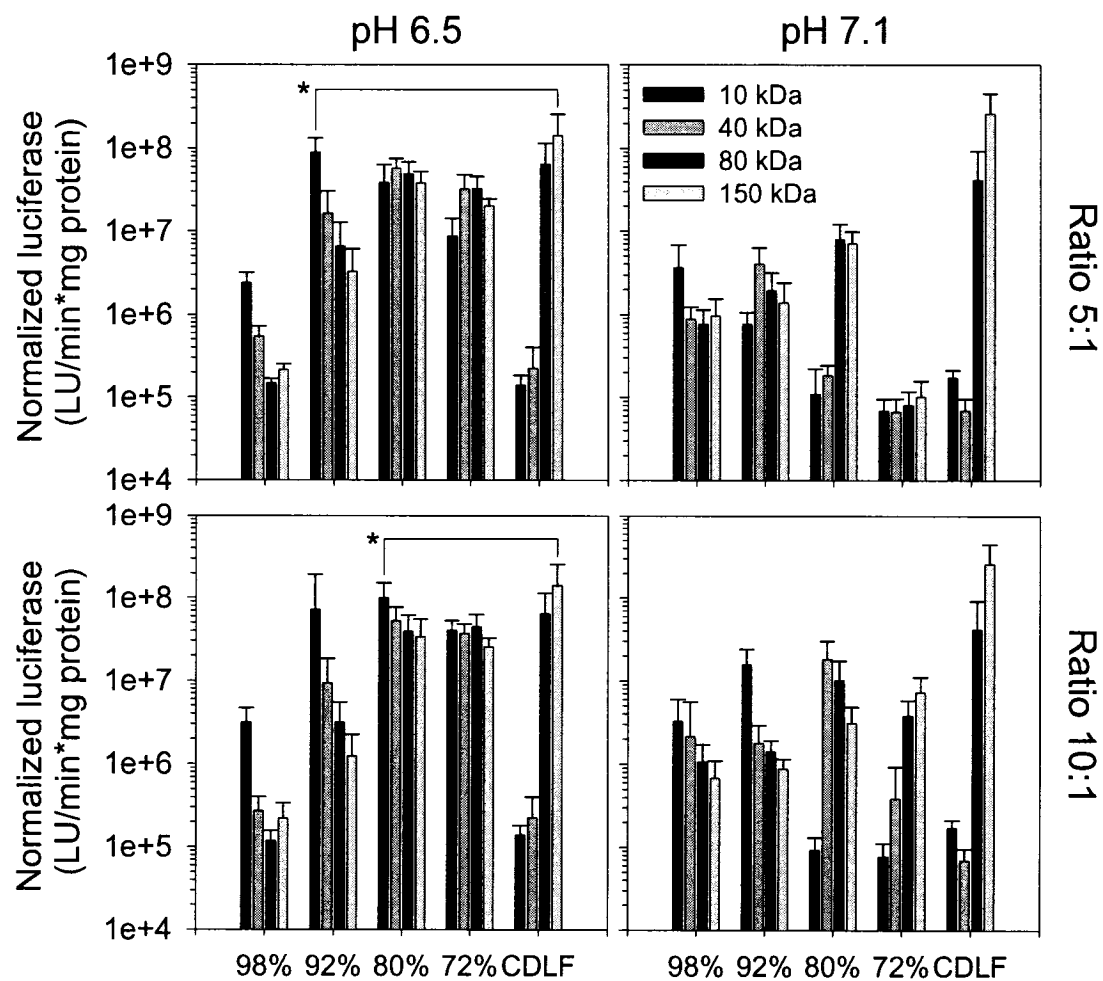 pH 6.5
pH 7.1
Normalized luciferase
(LU/min*mg protein)
1e+9
1e+8
1e+7
1e+6
1e+5
1e+4
*
10 kDa
40 kDa
80 kDa
150 kDa
Ratio 5:1
Normalized luciferase
(LU/min*mg protein)
1e+9
1e+8
1e+7
1e+6
1e+5
1e+4
*
Ratio 10:1
98% 92% 80% 72% CDLF
98% 92% 80% 72% CDLF